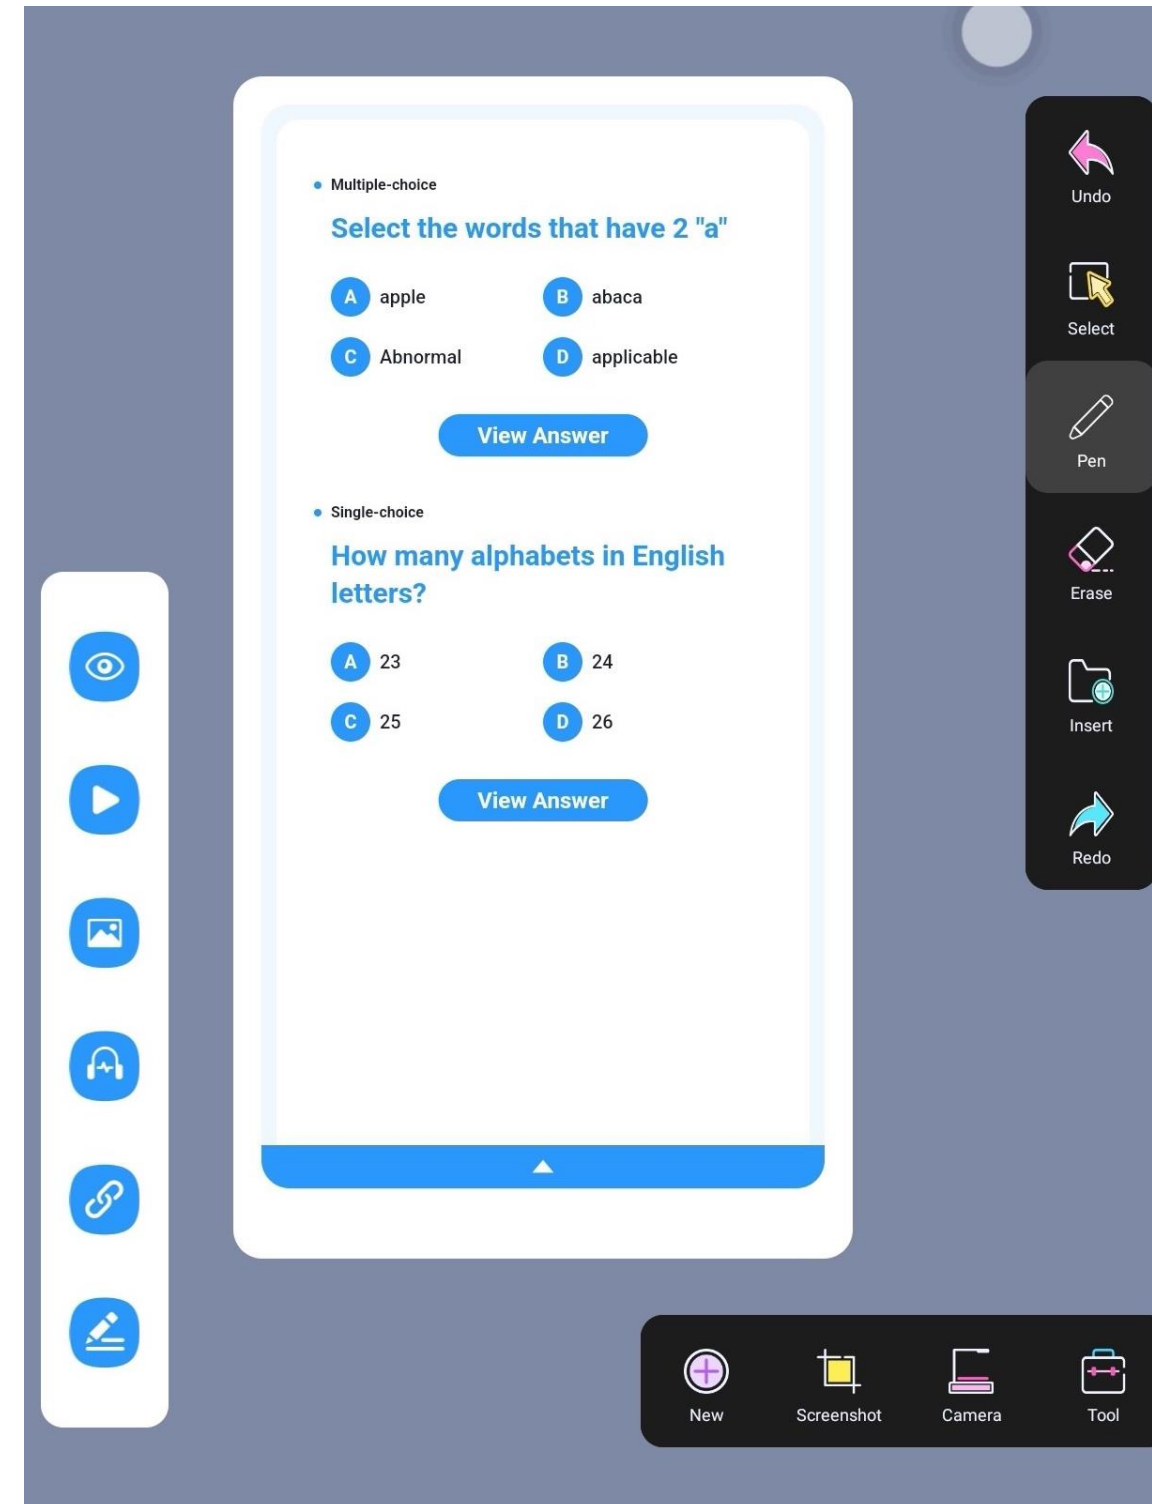 Multiple-choice
Select the words that have 2 "a"
A apple
B abaca
C Abnormal
D applicable
View Answer
Single-choice
How many alphabets in English
letters?
A 23
B 24
C 25
D 26
View Answer
Undo
Select
Pen
Erase
Insert
Redo
New
Screenshot
Camera
Tool